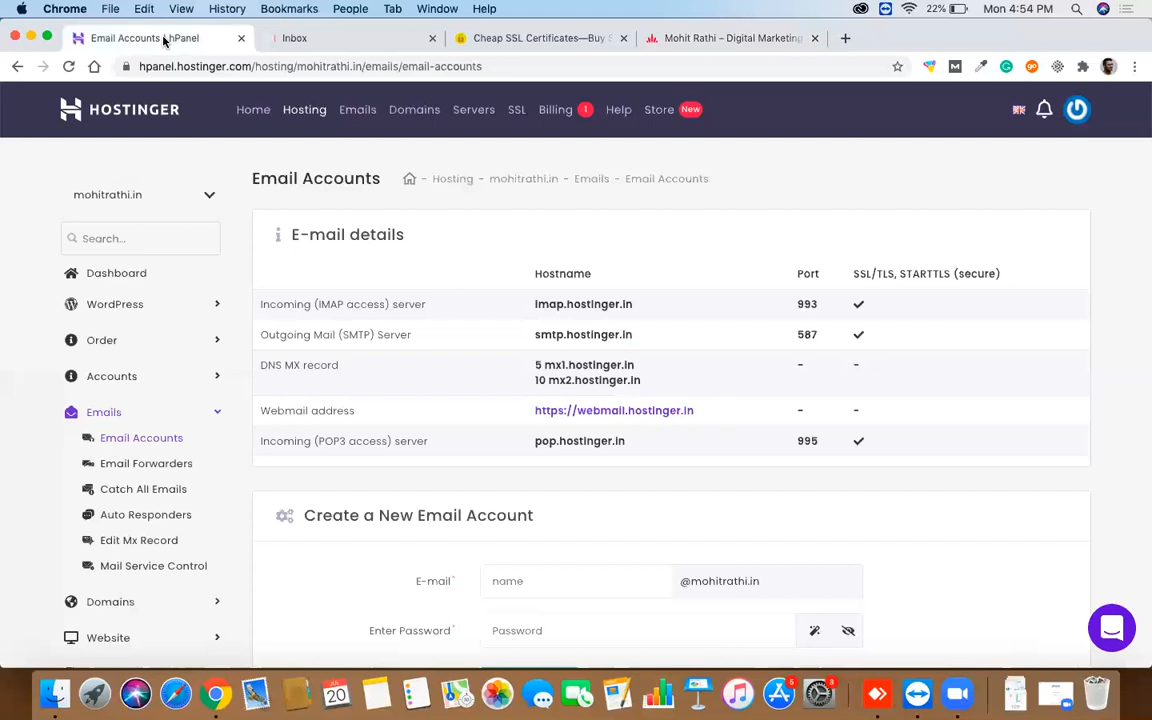 Chrome File Edit View History Bookmarks People Tab Window Help 22% Mon 4:54 PM
Email Accounts hPanel Inbox Cheap SSL Certificates—Buy Mohit Rathi – Digital Marketing
hpanel.hostinger.com/hosting/mohitrathi.in/emails/email-accounts
HOSTINGER Home Hosting Emails Domains Servers SSL Billing 1 Help Store New
mohitrathi.in
Search...
Dashboard
WordPress
Order
Accounts
Emails
Email Accounts
Email Forwarders
Catch All Emails
Auto Responders
Edit Mx Record
Mail Service Control
Domains
Website
Email Accounts - Hosting - mohitrathi.in - Emails - Email Accounts
E-mail details
Hostname Port SSL/TLS, STARTTLS (secure)
Incoming (IMAP access) server imap.hostinger.in 993
Outgoing Mail (SMTP) Server smtp.hostinger.in 587
DNS MX record 5 mx1.hostinger.in - -
10 mx2.hostinger.in
Webmail address https://webmail.hostinger.in - -
Incoming (POP3 access) server pop.hostinger.in 995
Create a New Email Account
E-mail* name @mohitrathi.in
Enter Password* Password
20
5
3